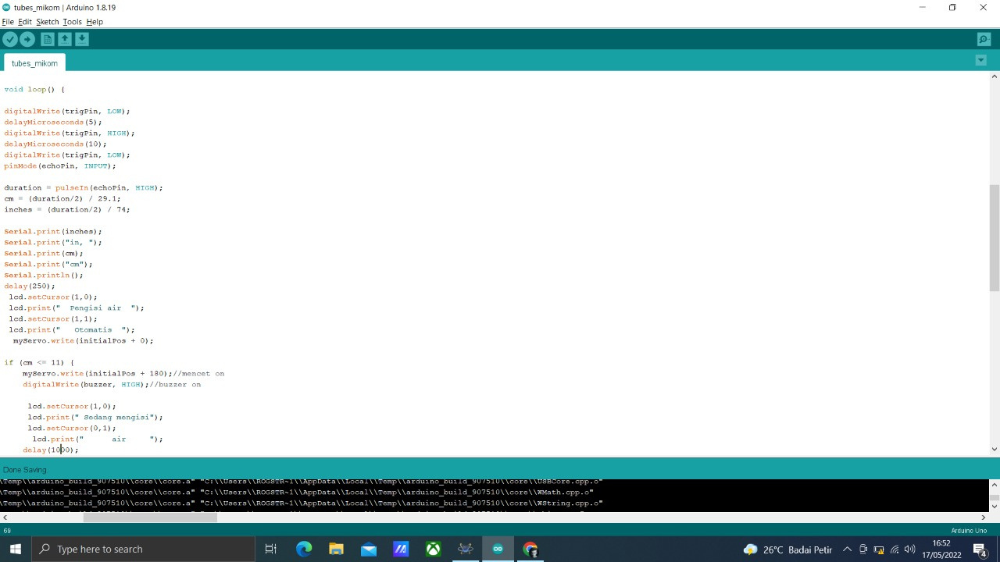 tubes_mikom | Arduino 1.8.19
File Edit Sketch Tools Help
tubes_mikom
void loop() {
digitalWrite(trigPin, LOW);
delayMicroseconds(5);
digitalWrite(trigPin, HIGH);
delayMicroseconds(10);
digitalWrite(trigPin, LOW);
pinMode(echoPin, INPUT);
duration = pulseIn(echoPin, HIGH);
cm = (duration/2) / 29.1;
inches = (duration/2) / 74;
Serial.print(inches);
Serial.print("in, ");
Serial.print(cm);
Serial.print("cm");
Serial.println();
delay(250);
lcd.setCursor(1,0);
lcd.print("  Pengisi air  ");
lcd.setCursor(1,1);
lcd.print("   Otomatis  ");
myServo.write(initialPos + 0);
if (cm <= 11) {
myServo.write(initialPos + 180);//mencet on
digitalWrite(buzzer, HIGH);//buzzer on
lcd.setCursor(1,0);
lcd.print(" Sedang mengisi");
lcd.setCursor(0,1);
lcd.print("      air     ");
delay(1000);
Done Saving.
\Temp\\arduino_build_907510\\core\\core.a" "C:\\Users\\ROGSTR~1\\AppData\\Local\\Temp\\arduino_build_907510\\core\\USBCore.cpp.o"
\Temp\\arduino_build_907510\\core\\core.a" "C:\\Users\\ROGSTR~1\\AppData\\Local\\Temp\\arduino_build_907510\\core\\WMath.cpp.o"
\Temp\\arduino_build_907510\\core\\core.a" "C:\\Users\\ROGSTR~1\\AppData\\Local\\Temp\\arduino_build_907510\\core\\WString.cpp.o"
69
Arduino Uno
Type here to search
26°C Badai Petir
16:52
17/05/2022
4